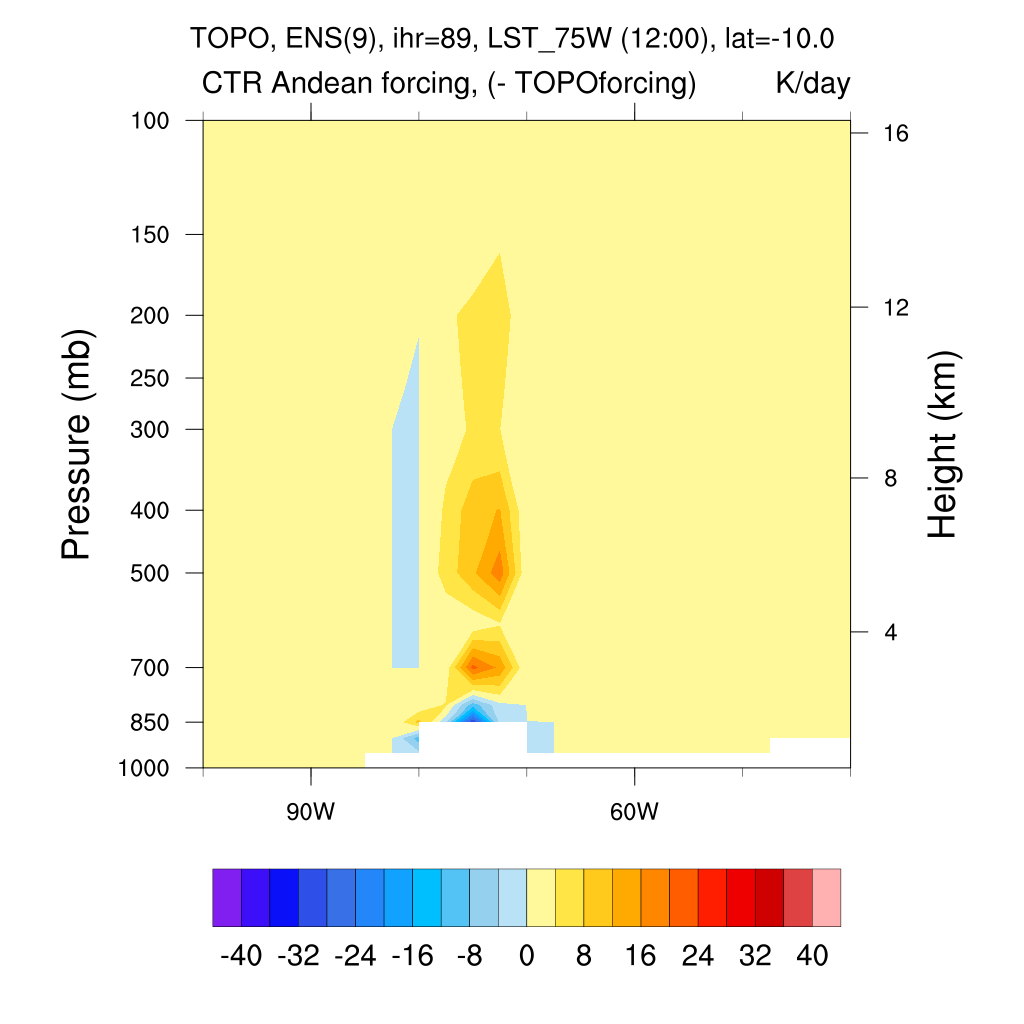 TOPO, ENS(9), ihr=89, LST_75W (12:00), lat=-10.0
CTR Andean forcing, (- TOPOforcing) K/day
100
150
200
250
300
400
500
700
850
1000
Pressure (mb)
16
12
8
4
Height (km)
90W 60W
-40 -32 -24 -16 -8 0 8 16 24 32 40